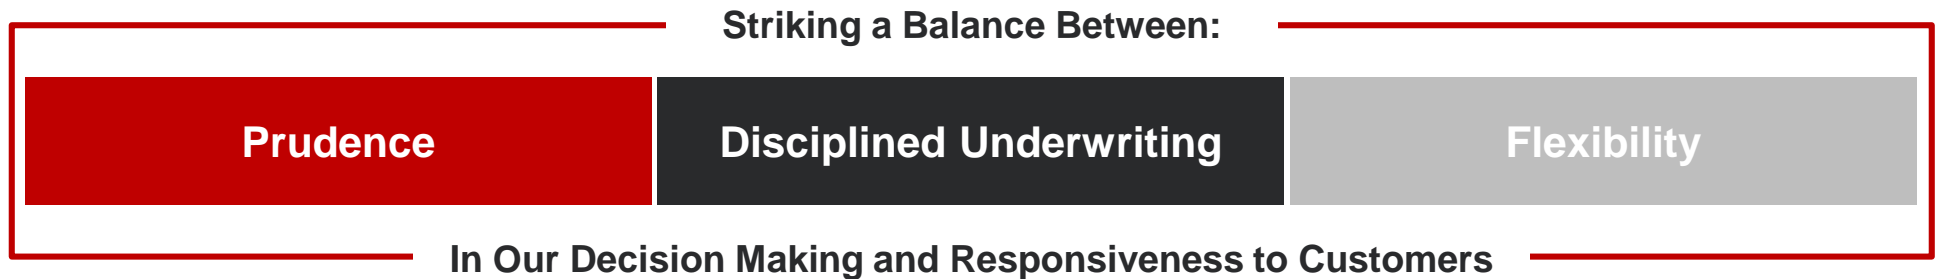 Striking a Balance Between:
Prudence
Disciplined Underwriting
Flexibility
In Our Decision Making and Responsiveness to Customers